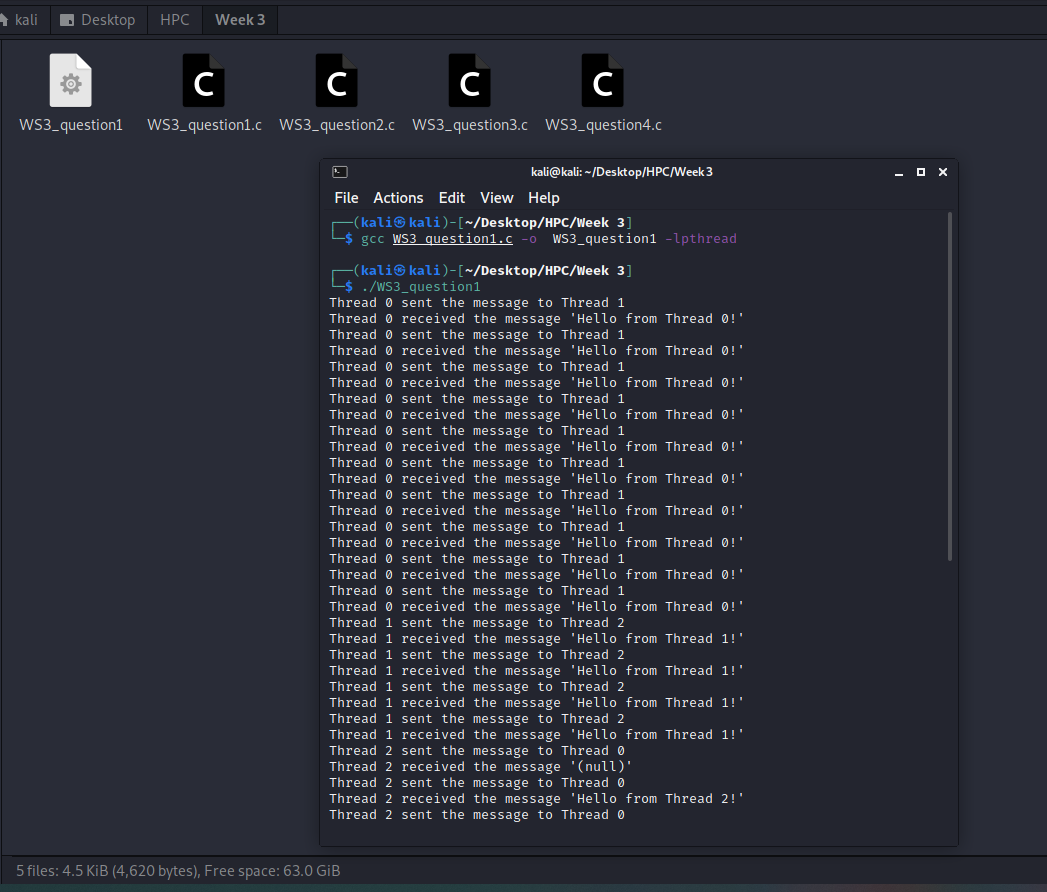 kali Desktop HPC Week 3
WS3_question1 WS3_question1.c WS3_question2.c WS3_question3.c WS3_question4.c
kali@kali: ~/Desktop/HPC/Week 3
File Actions Edit View Help
┌──(kali㉿kali)-[~/Desktop/HPC/Week 3]
└─$ gcc WS3_question1.c -o  WS3_question1 -lpthread
┌──(kali㉿kali)-[~/Desktop/HPC/Week 3]
└─$ ./WS3_question1
Thread 0 sent the message to Thread 1
Thread 0 received the message 'Hello from Thread 0!'
Thread 0 sent the message to Thread 1
Thread 0 received the message 'Hello from Thread 0!'
Thread 0 sent the message to Thread 1
Thread 0 received the message 'Hello from Thread 0!'
Thread 0 sent the message to Thread 1
Thread 0 received the message 'Hello from Thread 0!'
Thread 0 sent the message to Thread 1
Thread 0 received the message 'Hello from Thread 0!'
Thread 0 sent the message to Thread 1
Thread 0 received the message 'Hello from Thread 0!'
Thread 0 sent the message to Thread 1
Thread 0 received the message 'Hello from Thread 0!'
Thread 0 sent the message to Thread 1
Thread 0 received the message 'Hello from Thread 0!'
Thread 0 sent the message to Thread 1
Thread 0 received the message 'Hello from Thread 0!'
Thread 0 sent the message to Thread 1
Thread 0 received the message 'Hello from Thread 0!'
Thread 1 sent the message to Thread 2
Thread 1 received the message 'Hello from Thread 1!'
Thread 1 sent the message to Thread 2
Thread 1 received the message 'Hello from Thread 1!'
Thread 1 sent the message to Thread 2
Thread 1 received the message 'Hello from Thread 1!'
Thread 1 sent the message to Thread 2
Thread 1 received the message 'Hello from Thread 1!'
Thread 2 sent the message to Thread 0
Thread 2 received the message '(null)'
Thread 2 sent the message to Thread 0
Thread 2 received the message 'Hello from Thread 2!'
Thread 2 sent the message to Thread 0
5 files: 4.5 KiB (4,620 bytes), Free space: 63.0 GiB